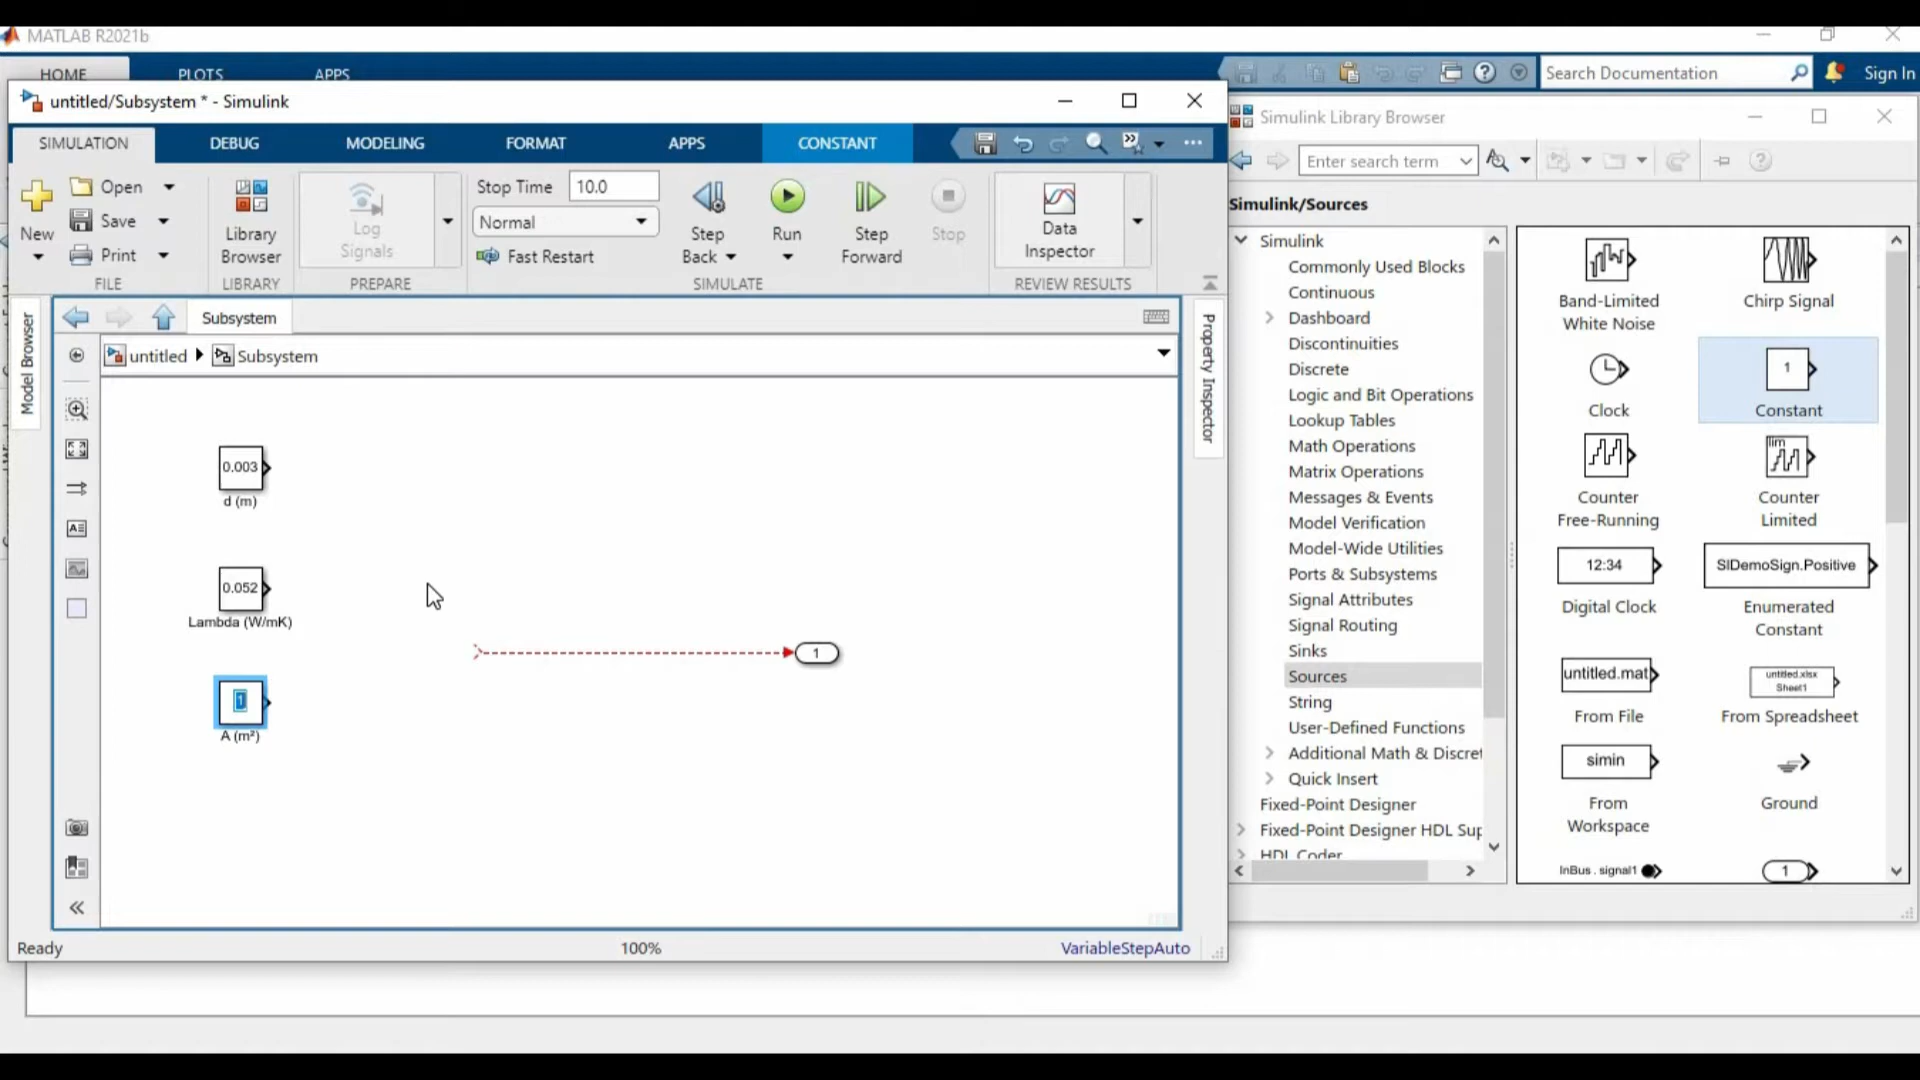 MATLAB R2021b
HOME
PLOTS
APPS
Search Documentation
Sign In
untitled/Subsystem * - Simulink
SIMULATION
DEBUG
MODELING
FORMAT
APPS
CONSTANT
New
Open
Save
Print
FILE
Library
Browser
LIBRARY
Log
Signals
PREPARE
Stop Time
10.0
Normal
Fast Restart
Step
Back
Run
Step
Forward
Stop
SIMULATE
Data
Inspector
REVIEW RESULTS
Model Browser
Subsystem
untitled
Subsystem
Property Inspector
0.003
d (m)
0.052
Lambda (W/mK)
1
A (m²)
1
Ready
100%
VariableStepAuto
Simulink Library Browser
Enter search term
Simulink/Sources
Simulink
Commonly Used Blocks
Continuous
Dashboard
Discontinuities
Discrete
Logic and Bit Operations
Lookup Tables
Math Operations
Matrix Operations
Messages & Events
Model Verification
Model-Wide Utilities
Ports & Subsystems
Signal Attributes
Signal Routing
Sinks
Sources
String
User-Defined Functions
Additional Math & Discret
Quick Insert
Fixed-Point Designer
Fixed-Point Designer HDL Sup
HDL Coder
Band-Limited
White Noise
Chirp Signal
Clock
1
Constant
Counter
Free-Running
lim
Counter
Limited
12:34
Digital Clock
SlDemoSign.Positive
Enumerated
Constant
untitled.mat
From File
untitled.xlsx
Sheet1
From Spreadsheet
simin
From
Workspace
Ground
InBus . signal1
1